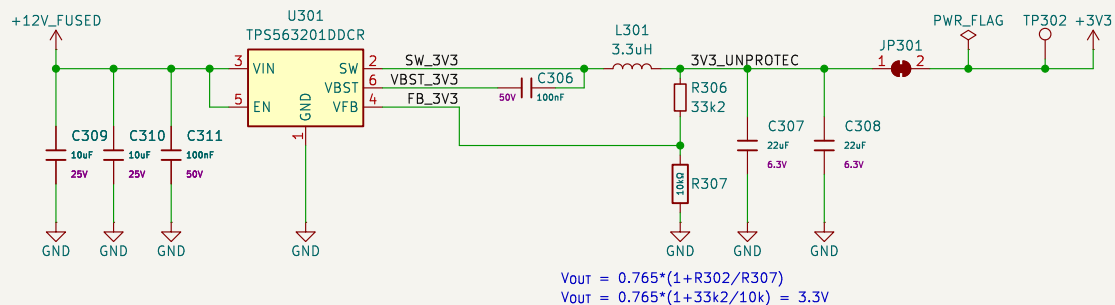 +12V_FUSED
U301
TPS563201DDCR
3 VIN
5 EN
GND
1
SW 2
VBST 6
VFB 4
SW_3V3
VBST_3V3
FB_3V3
50V
C306
100nF
L301
3.3uH
3V3_UNPROTEC
JP301
1 2
PWR_FLAG
TP302
+3V3
R306
33k2
C309
10uF
25V
C310
10uF
25V
C311
100nF
50V
10kΩ
R307
C307
22uF
6.3V
C308
22uF
6.3V
GND
GND
GND
GND
GND
GND
GND
VOUT = 0.765*(1+R302/R307)
VOUT = 0.765*(1+33k2/10k) = 3.3V